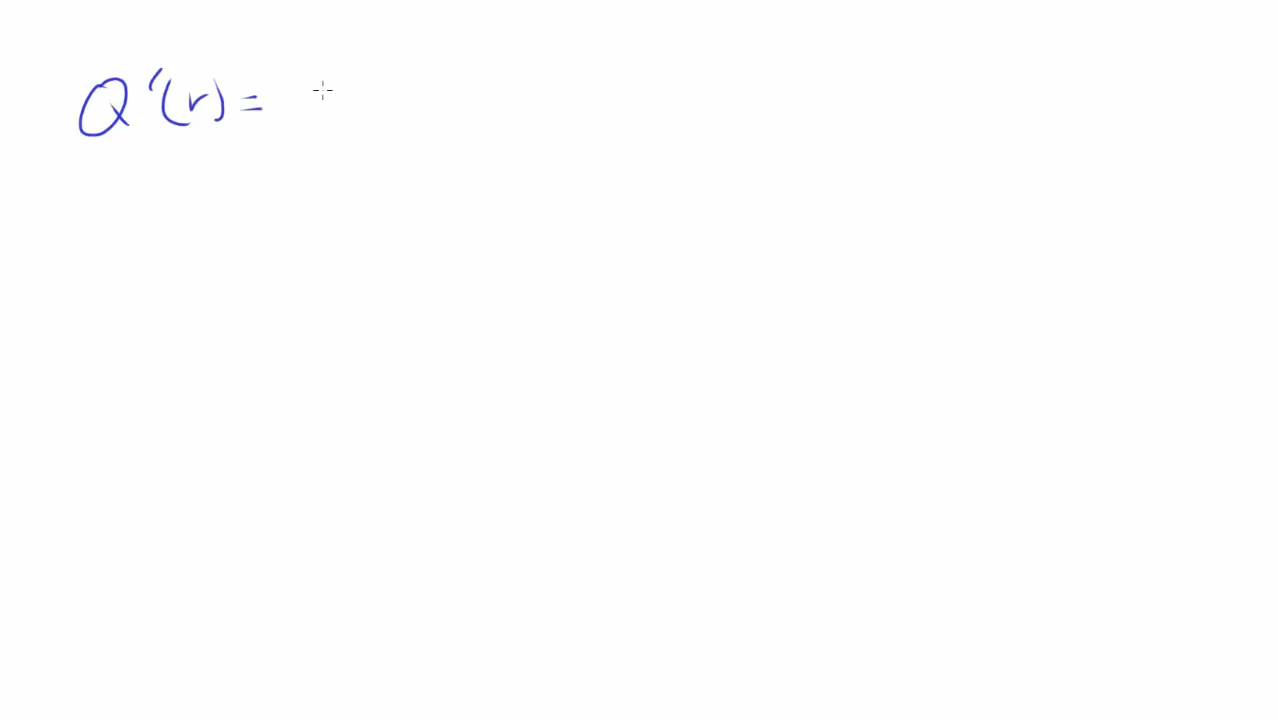 Q'(r) =